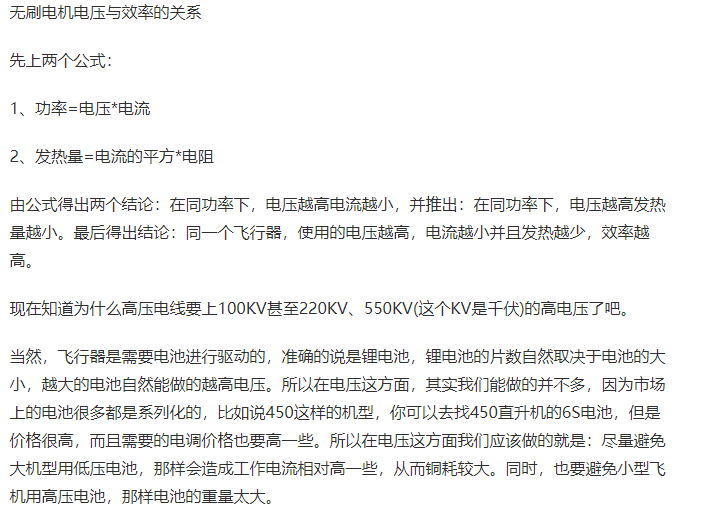 无刷电机电压与效率的关系
先上两个公式：
1、功率=电压*电流
2、发热量=电流的平方*电阻
由公式得出两个结论：在同功率下，电压越高电流越小，并推出：在同功率下，电压越高发热
量越小。最后得出结论：同一个飞行器，使用的电压越高，电流越小并且发热越少，效率越
高。
现在知道为什么高压电线要上100KV甚至220KV、550KV(这个KV是千伏)的高电压了吧。
当然，飞行器是需要电池进行驱动的，准确的说是锂电池，锂电池的片数自然取决于电池的大
小，越大的电池自然能做的越高电压。所以在电压这方面，其实我们能做的并不多，因为市场
上的电池很多都是系列化的，比如说450这样的机型，你可以去找450直升机的6S电池，但是
价格很高，而且需要的电调价格也要高一些。所以在电压这方面我们应该做的就是：尽量避免
大机型用低压电池，那样会造成工作电流相对高一些，从而铜耗较大。同时，也要避免小型飞
机用高压电池，那样电池的重量太大。